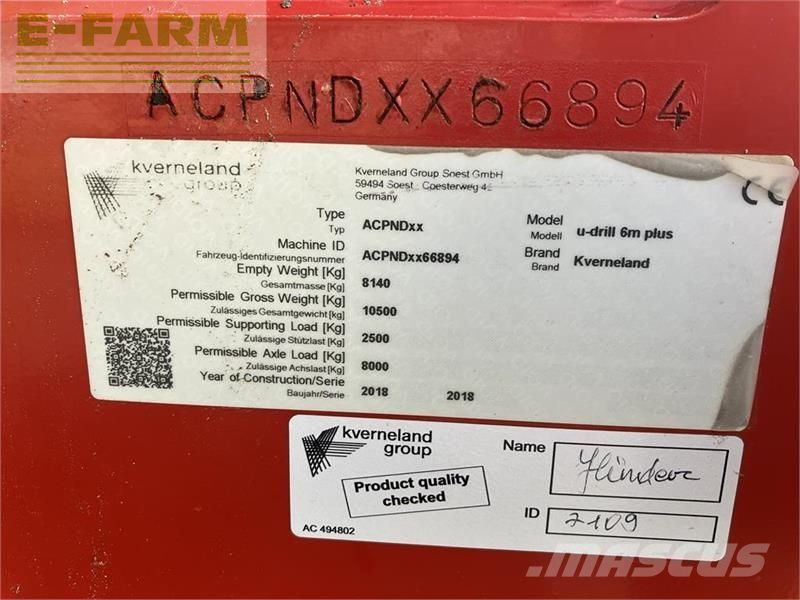 E-FARM
ACPNDXX66894
kverneland
group
Kverneland Group Soest GmbH
59494 Soest Coesterweg 4
Germany
CE
Type
Typ
ACPNDxx
Model
Modell
u-drill 6m plus
Machine ID
Fahrzeug-Identifizierungsnummer
ACPNDxx66894
Brand
Brand
Kverneland
Empty Weight [Kg]
Gesamtmasse [Kg]
8140
Permissible Gross Weight [Kg]
Zulässiges Gesamtgewicht [kg]
10500
Permissible Supporting Load [Kg]
Zulässige Stützlast [Kg]
2500
Permissible Axle Load [Kg]
Zulässige Achslast [Kg]
8000
Year of Construction/Serie
Baujahr/Serie
2018 2018
kverneland
group
Product quality
checked
AC 494802
Name
ID
2109
MASCUS